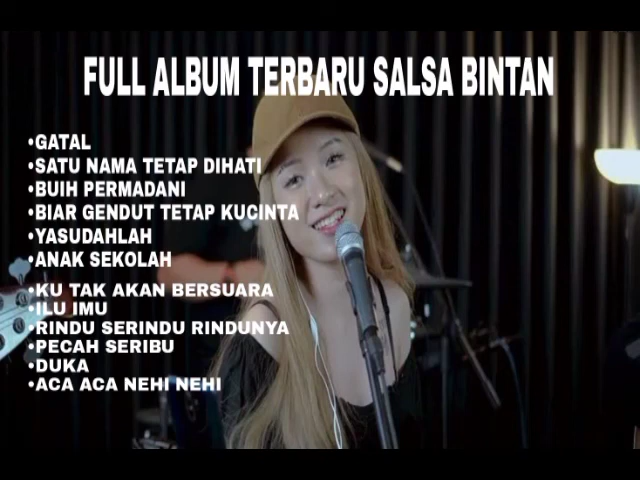 FULL ALBUM TERBARU SALSA BINTAN
•GATAL
•SATU NAMA TETAP DIHATI
•BUIH PERMADANI
•BIAR GENDUT TETAP KUCINTA
•YASUDAHLAH
•ANAK SEKOLAH
•KU TAK AKAN BERSUARA
•ILU IMU
•RINDU SERINDU RINDUNYA
•PECAH SERIBU
•DUKA
•ACA ACA NEHI NEHI